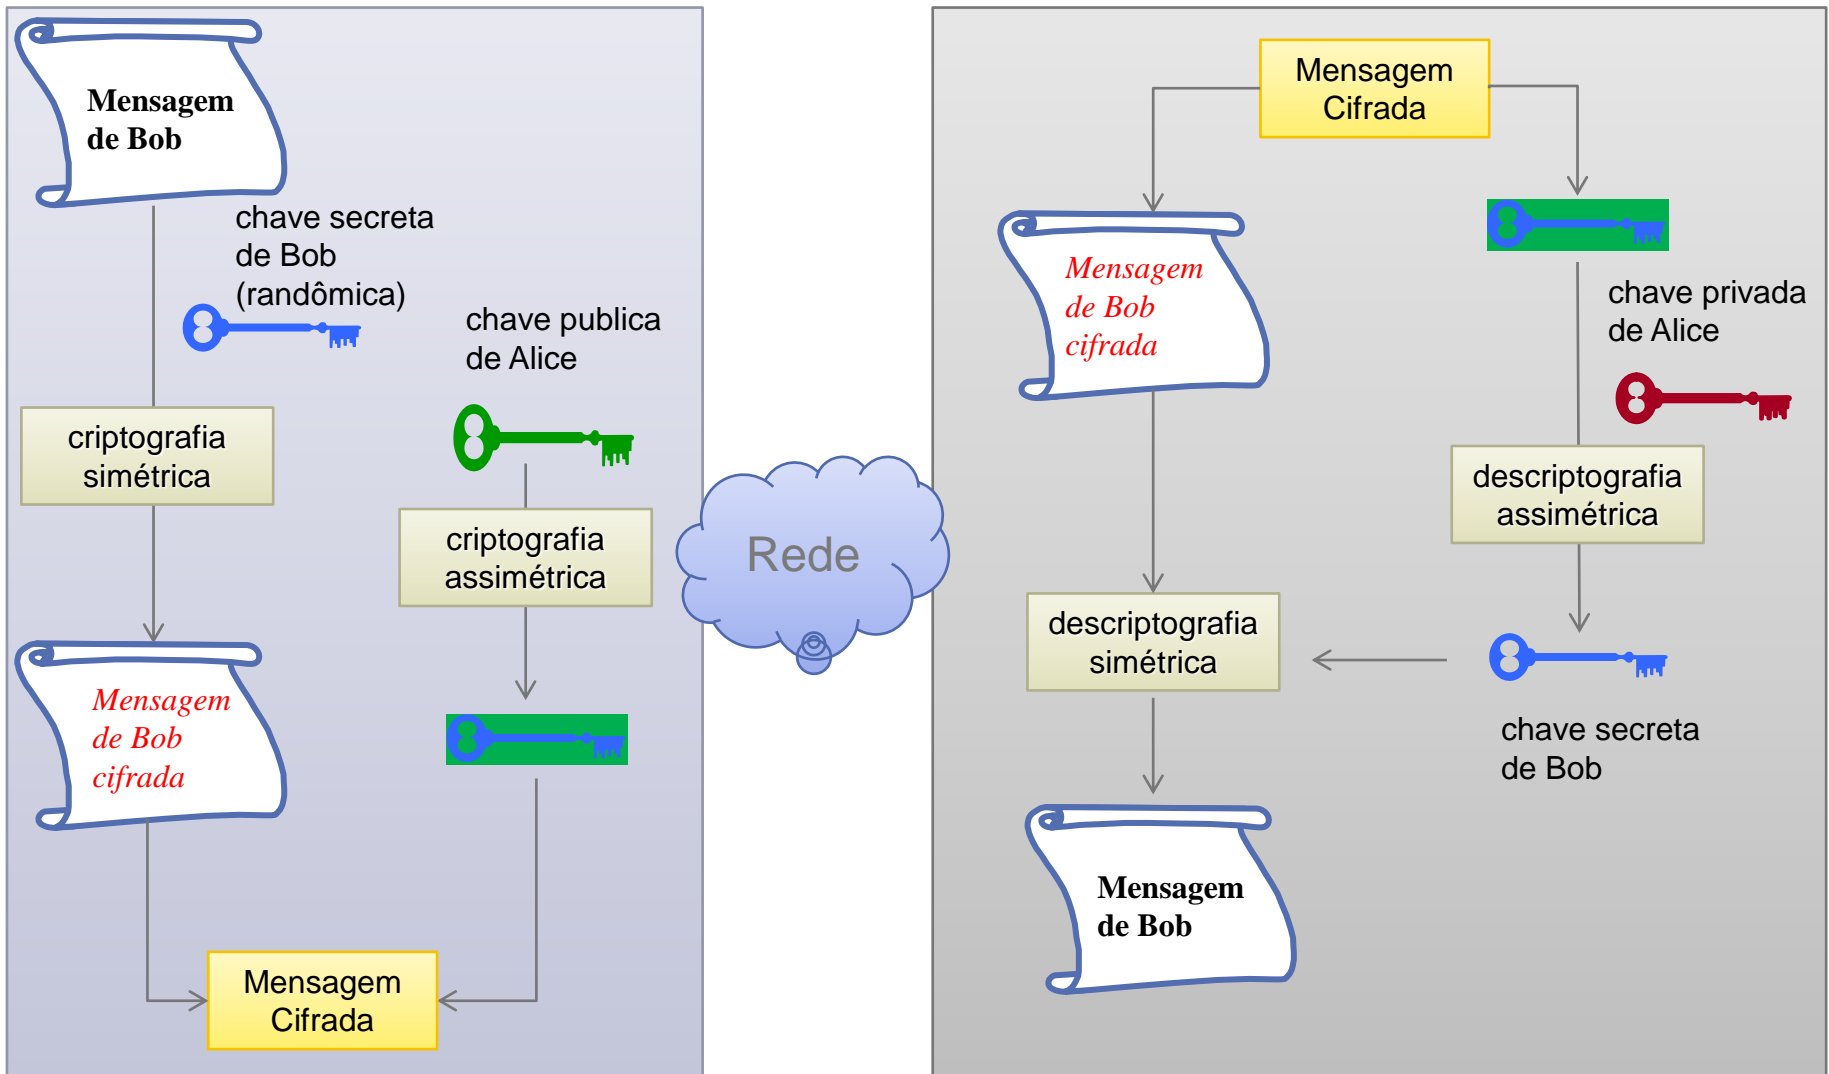 Mensagem
de Bob
chave secreta
de Bob
(randômica)
chave publica
de Alice
criptografia
simétrica
criptografia
assimétrica
Mensagem
de Bob
cifrada
Mensagem
Cifrada
Rede
Mensagem
Cifrada
Mensagem
de Bob
cifrada
chave privada
de Alice
descriptografia
assimétrica
descriptografia
simétrica
chave secreta
de Bob
Mensagem
de Bob